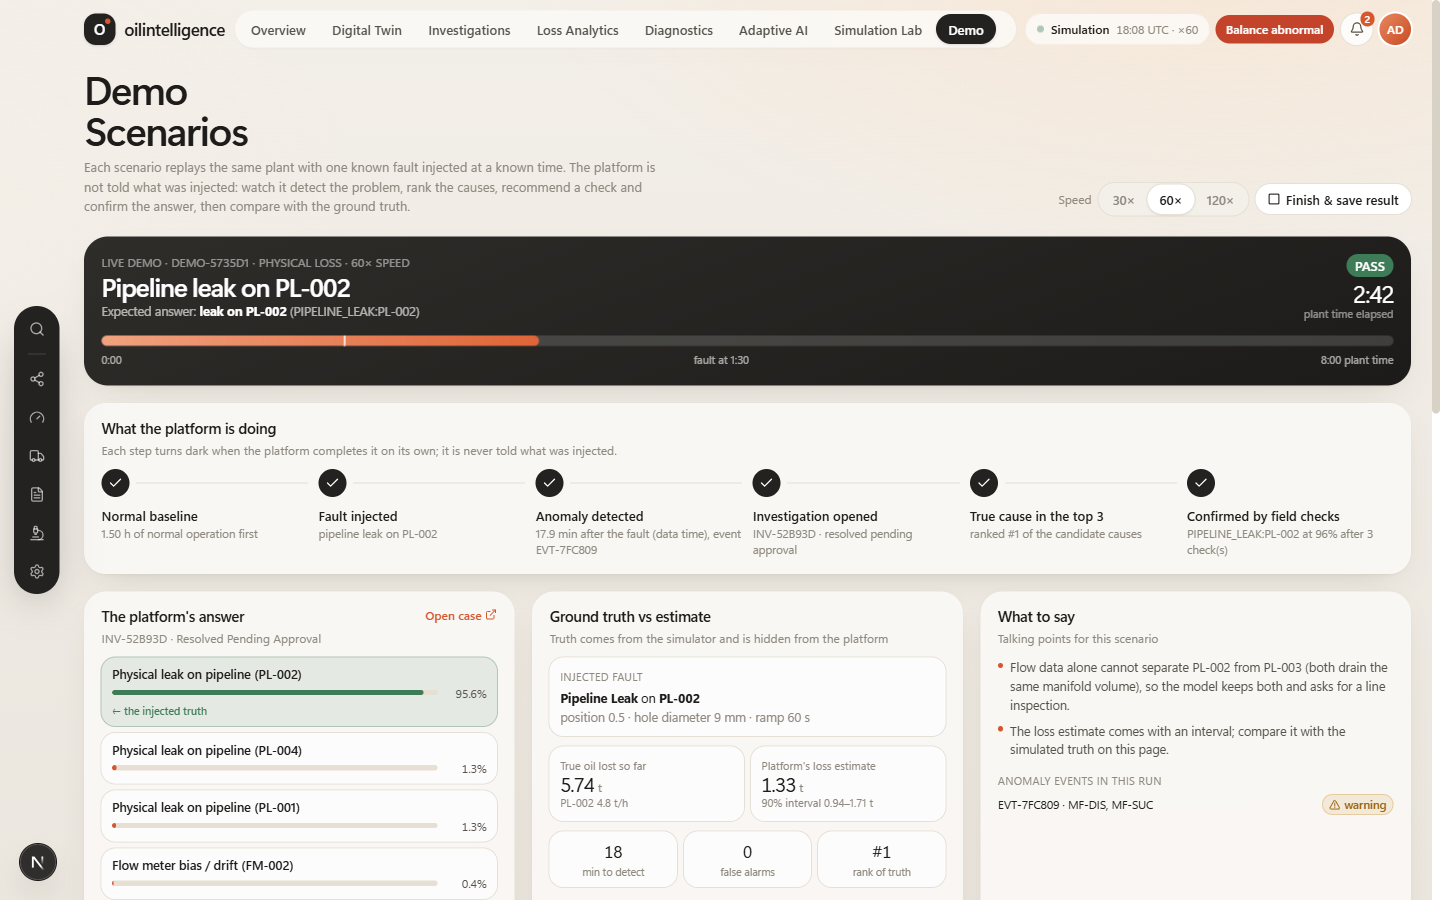 oilintelligence
Overview
Digital Twin
Investigations
Loss Analytics
Diagnostics
Adaptive AI
Simulation Lab
Demo
Simulation 18:08 UTC · ×60
Balance abnormal
2
AD
Demo
Scenarios
Each scenario replays the same plant with one known fault injected at a known time. The platform is
not told what was injected: watch it detect the problem, rank the causes, recommend a check and
confirm the answer, then compare with the ground truth.
Speed
30×
60×
120×
Finish & save result
LIVE DEMO · DEMO-5735D1 · PHYSICAL LOSS · 60× SPEED
PASS
Pipeline leak on PL-002
2:42
Expected answer: leak on PL-002 (PIPELINE_LEAK:PL-002)
plant time elapsed
0:00
fault at 1:30
8:00 plant time
What the platform is doing
Each step turns dark when the platform completes it on its own; it is never told what was injected.
Normal baseline
1.50 h of normal operation first
Fault injected
pipeline leak on PL-002
Anomaly detected
17.9 min after the fault (data time), event
EVT-7FC809
Investigation opened
INV-52B93D · resolved pending
approval
True cause in the top 3
ranked #1 of the candidate causes
Confirmed by field checks
PIPELINE_LEAK:PL-002 at 96% after 3
check(s)
The platform's answer
Open case
INV-52B93D · Resolved Pending Approval
Physical leak on pipeline (PL-002)
95.6%
← the injected truth
Physical leak on pipeline (PL-004)
1.3%
Physical leak on pipeline (PL-001)
1.3%
Flow meter bias / drift (FM-002)
0.4%
Ground truth vs estimate
Truth comes from the simulator and is hidden from the platform
INJECTED FAULT
Pipeline Leak on PL-002
position 0.5 · hole diameter 9 mm · ramp 60 s
True oil lost so far
5.74 t
PL-002 4.8 t/h
Platform's loss estimate
1.33 t
90% interval 0.94–1.71 t
18
min to detect
0
false alarms
#1
rank of truth
What to say
Talking points for this scenario
Flow data alone cannot separate PL-002 from PL-003 (both drain the
same manifold volume), so the model keeps both and asks for a line
inspection.
The loss estimate comes with an interval; compare it with the
simulated truth on this page.
ANOMALY EVENTS IN THIS RUN
EVT-7FC809 · MF-DIS, MF-SUC
warning